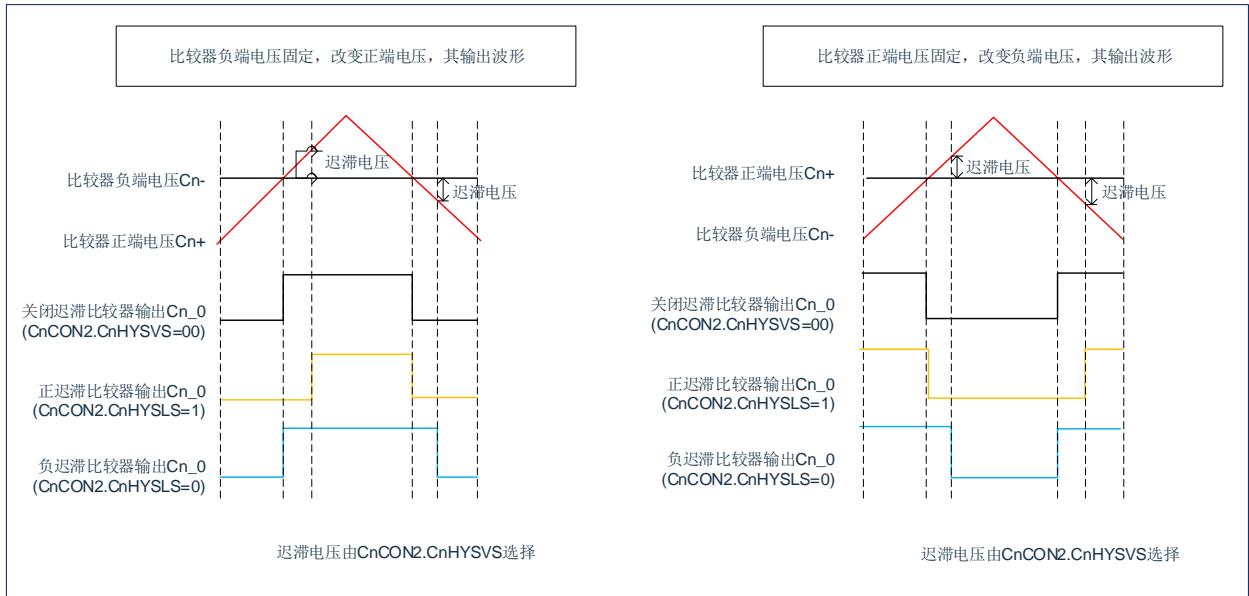 比较器负端电压固定，改变正端电压，其输出波形
迟滞电压
比较器负端电压Cn-
迟滞电压
比较器正端电压Cn+
关闭迟滞比较器输出Cn_0
(CnCON2.CnHYSVS=00)
正迟滞比较器输出Cn_0
(CnCON2.CnHYSLS=1)
负迟滞比较器输出Cn_0
(CnCON2.CnHYSLS=0)
迟滞电压由CnCON2.CnHYSVS选择
比较器正端电压固定，改变负端电压，其输出波形
迟滞电压
比较器正端电压Cn+
迟滞电压
比较器负端电压Cn-
关闭迟滞比较器输出Cn_0
(CnCON2.CnHYSVS=00)
正迟滞比较器输出Cn_0
(CnCON2.CnHYSLS=1)
负迟滞比较器输出Cn_0
(CnCON2.CnHYSLS=0)
迟滞电压由CnCON2.CnHYSVS选择